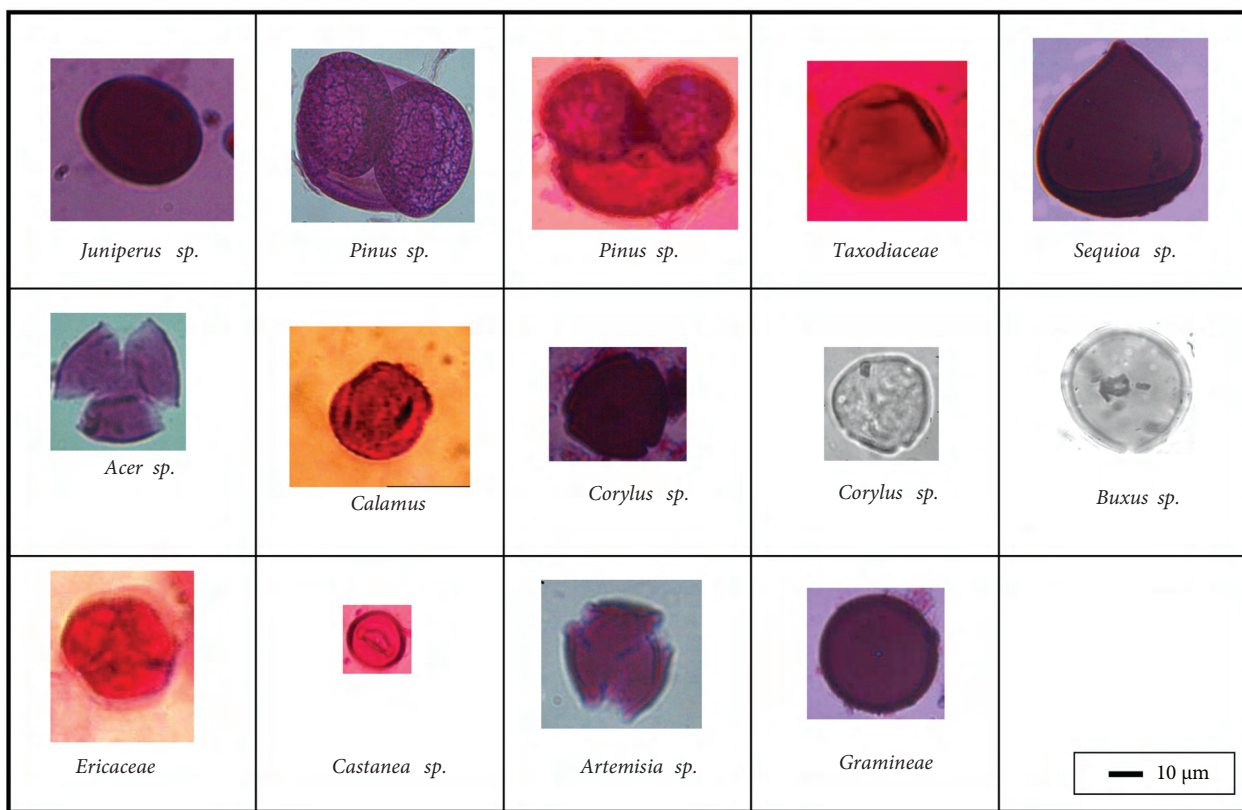 Juniperus sp.
Pinus sp.
Pinus sp.
Taxodiaceae
Sequioa sp.
Acer sp.
Calamus
Corylus sp.
Corylus sp.
Buxus sp.
Ericaceae
Castanea sp.
Artemisia sp.
Gramineae
10 µm